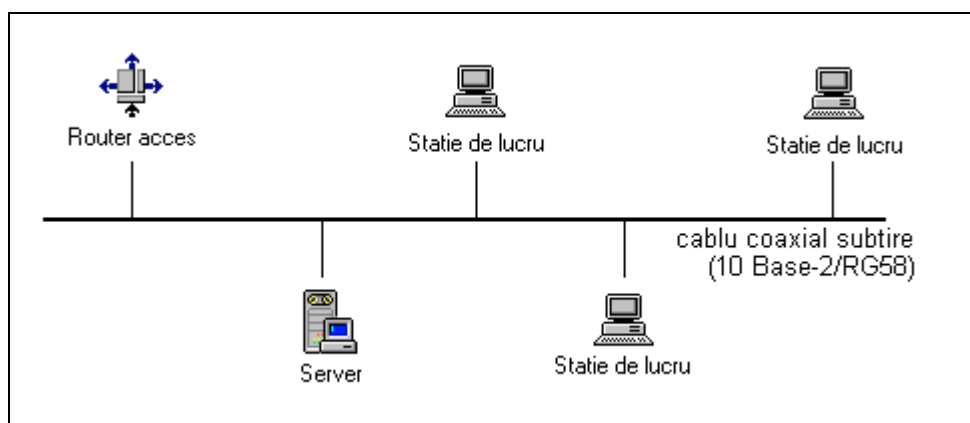 Router acces
Statie de lucru
Statie de lucru
cablu coaxial subtire
(10 Base-2/RG58)
Server
Statie de lucru